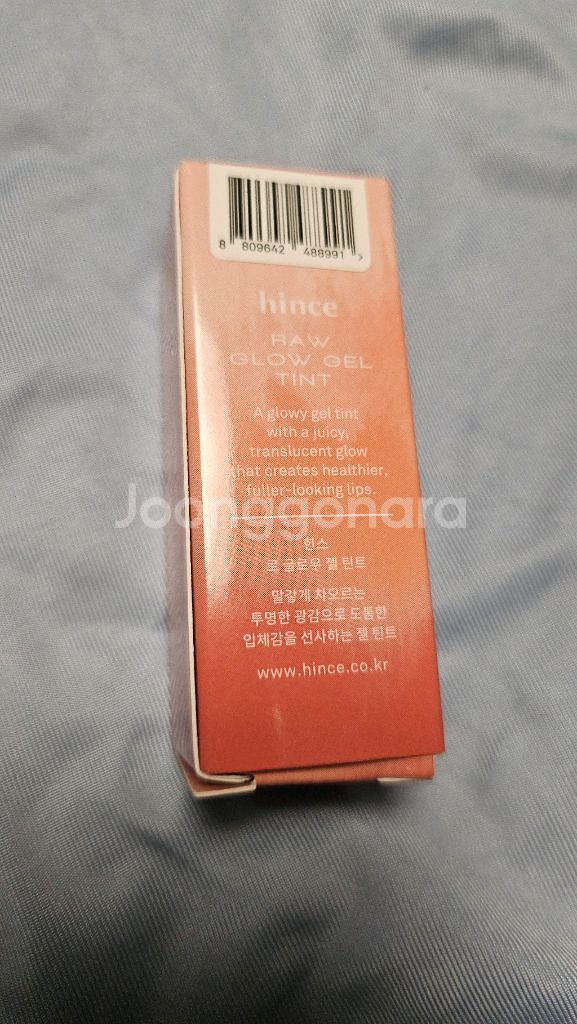 8 809642 488991 >
hince
RAW
GLOW GEL
TINT
A glowy gel tint
with a juicy,
translucent glow
that creates healthier,
fuller-looking lips.
Joonggonara
힌스
로 글로우 젤 틴트
말갛게 차오르는
투명한 광감으로 도톰한
입체감을 선사하는 젤 틴트
www.hince.co.kr